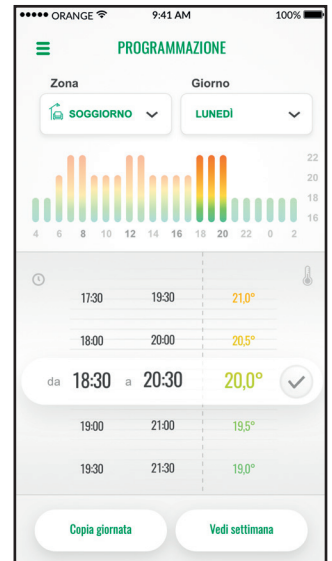 ORANGE 9:41 AM 100%
PROGRAMMAZIONE
Zona Giorno
SOGGIORNO LUNEDÌ
22
20
18
16
4 6 8 10 12 14 16 18 20 22 0 2
17:30 19:30 21,0°
18:00 20:00 20,5°
da 18:30 a 20:30 20,0°
19:00 21:00 19,5°
19:30 21:30 19,0°
Copia giornata Vedi settimana